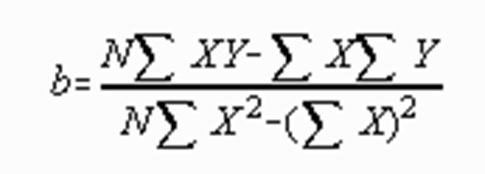 b= N∑ XY-∑ X∑ Y
N∑ X²-(∑ X)²